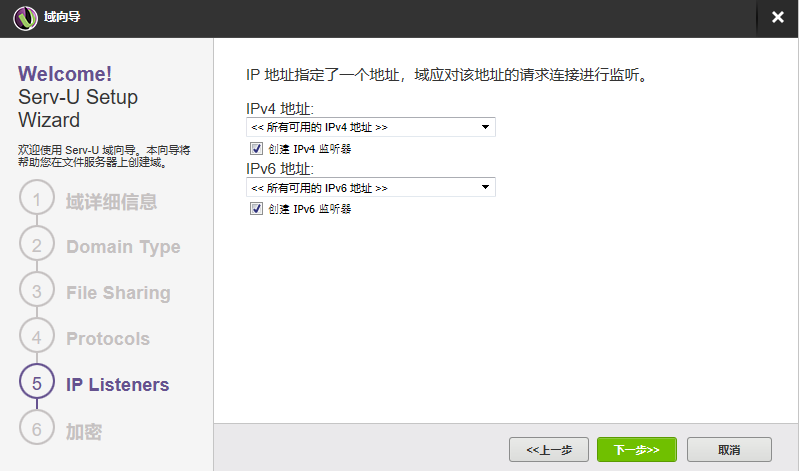 域向导
Welcome!
Serv-U Setup
Wizard
欢迎使用 Serv-U 域向导。本向导将
帮助您在文件服务器上创建域。
1 域详细信息
2 Domain Type
3 File Sharing
4 Protocols
5 IP Listeners
6 加密
IP 地址指定了一个地址，域应对该地址的请求连接进行监听。
IPv4 地址:
<< 所有可用的 IPv4 地址 >>
创建 IPv4 监听器
IPv6 地址:
<< 所有可用的 IPv6 地址 >>
创建 IPv6 监听器
<<上一步 下一步>> 取消